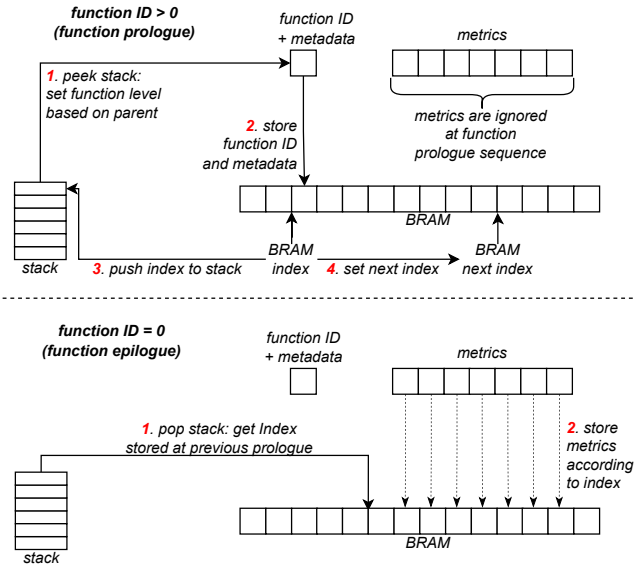 function ID > 0
(function prologue)
function ID
+ metadata
metrics
1. peek stack:
set function level
based on parent
2. store
function ID
and metadata
metrics are ignored
at function
prologue sequence
BRAM
stack
3. push index to stack
BRAM
index
4. set next index
BRAM
next index
function ID = 0
(function epilogue)
function ID
+ metadata
metrics
1. pop stack: get Index
stored at previous prologue
2. store
metrics
according
to index
stack
BRAM